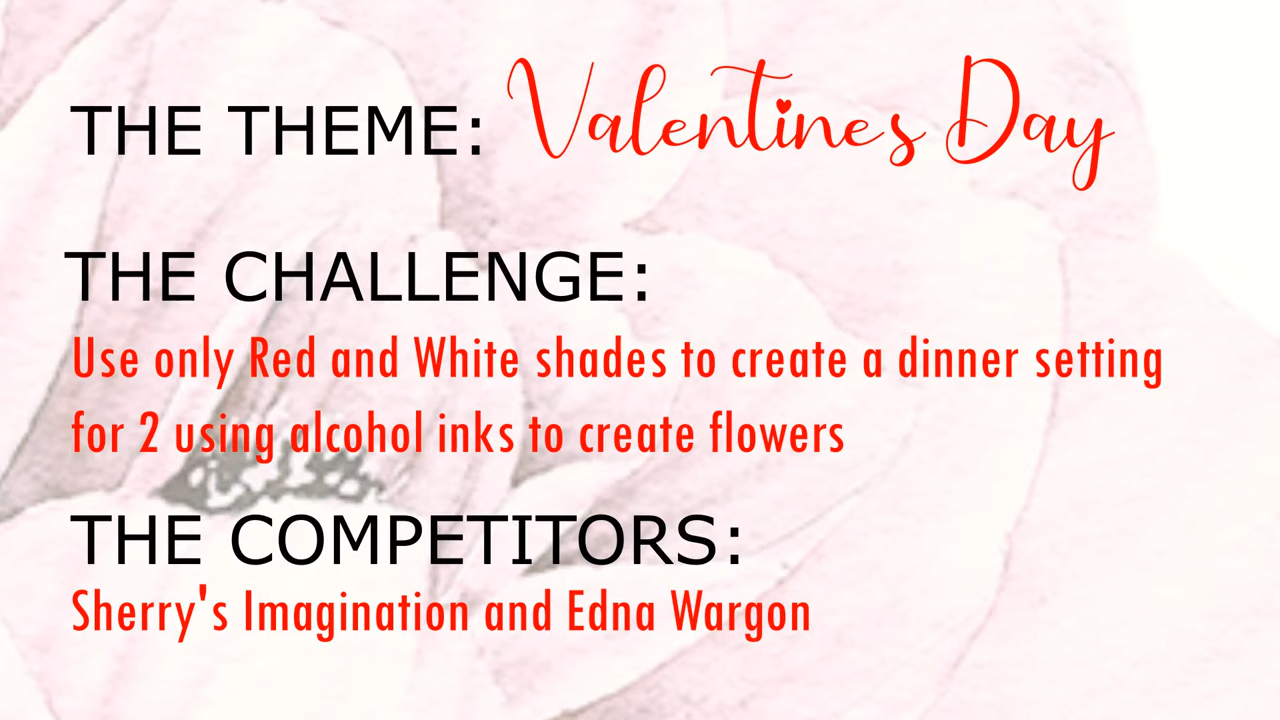 THE THEME: Valentines Day
THE CHALLENGE:
Use only Red and White shades to create a dinner setting
for 2 using alcohol inks to create flowers
THE COMPETITORS:
Sherry's Imagination and Edna Wargon